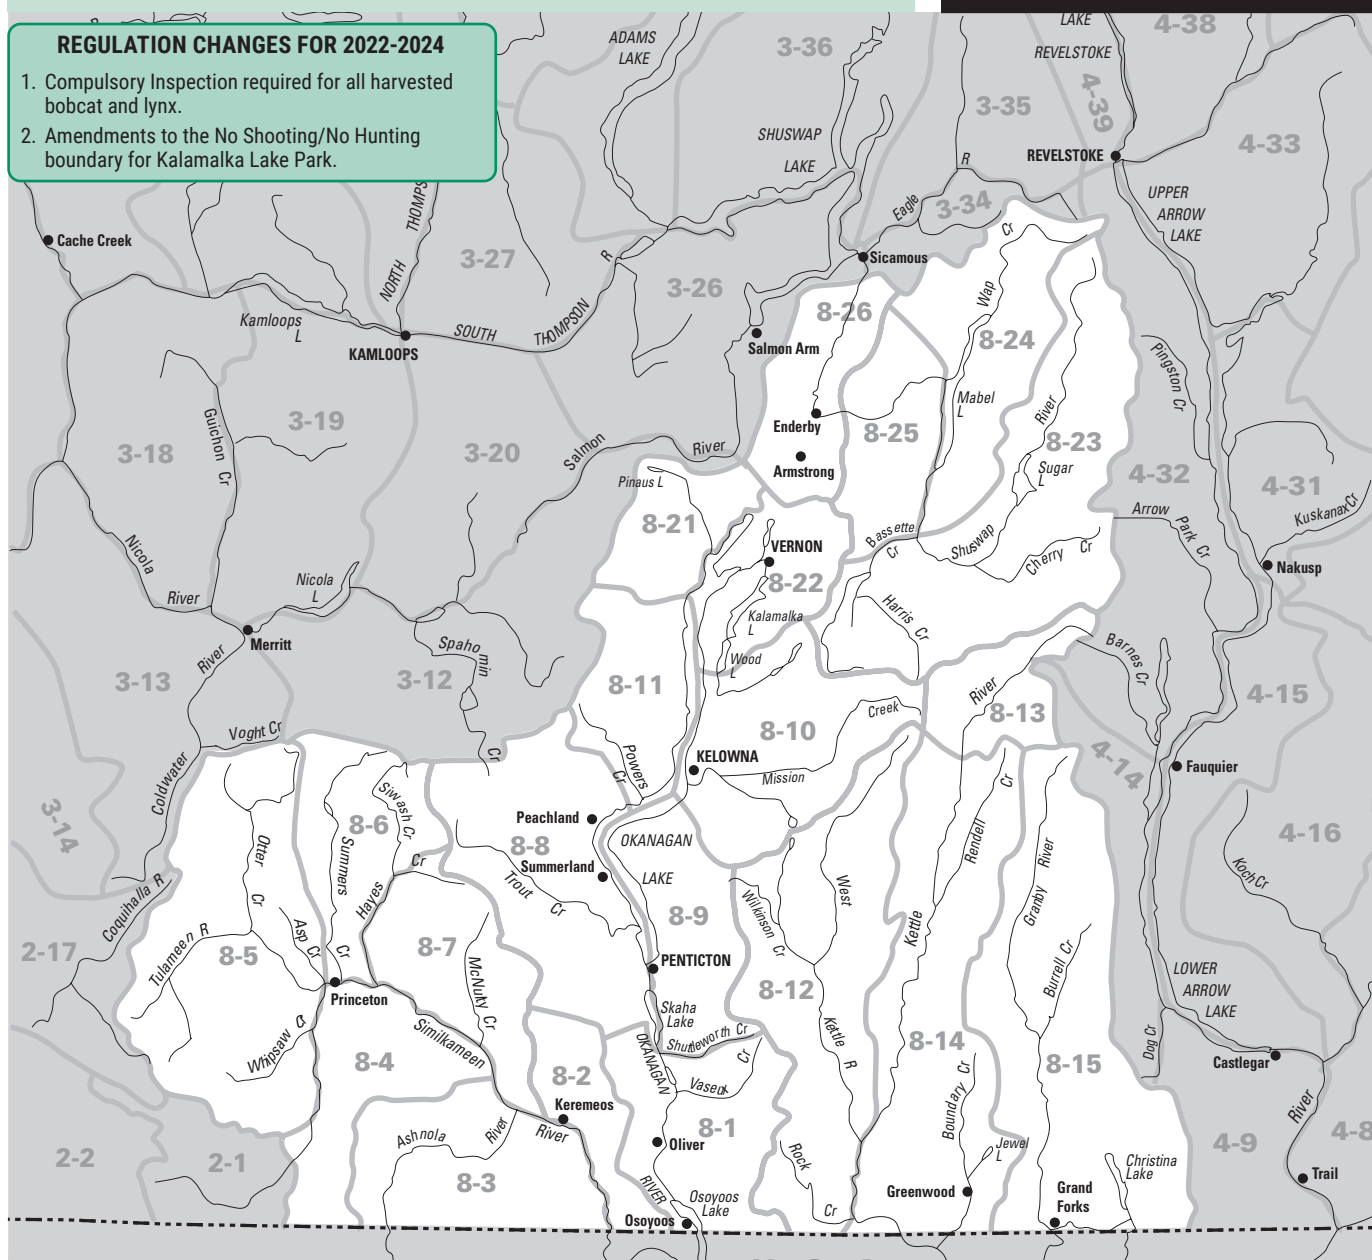 REGULATION CHANGES FOR 2022-2024
1. Compulsory Inspection required for all harvested
bobcat and lynx.
2. Amendments to the No Shooting/No Hunting
boundary for Kalamalka Lake Park.
ADAMS
LAKE
3-36
LAKE
REVELSTOKE
4-38
3-35
4-39
SHUSWAP
LAKE
R
REVELSTOKE
4-33
Eagle
3-34
UPPER
ARROW
LAKE
Cache Creek
NORTH
THOMPS
3-27
R
Sicamous
Cr
3-26
Wap
8-26
Kamloops
L
SOUTH
THOMPSON
KAMLOOPS
Salmon Arm
8-24
Pingston Cr
Mabel
L
River
Guichon Cr
3-19
Enderby
8-25
8-23
3-18
3-20
Salmon
River
Armstrong
Sugar
L
4-32
4-31
Pinaus L
Arrow
Park Cr
Kuskanax Cr
8-21
Bassette
Cr
Shuswap
Cherry Cr
VERNON
Nicola
River
Nicola
L
8-22
Nakusp
Kalamalka
L
Harris Cr
Merritt
River
Spahomin
Cr
Barnes Cr
Wood
L
3-13
3-12
8-11
River
4-15
8-10
Creek
8-13
Voght Cr
Coldwater
Powers
Cr
KELOWNA
Mission
4-14
Fauquier
3-14
Siwash Cr
Peachland
8-6
8-8
OKANAGAN
LAKE
Rendell
Cr
River
4-16
Otter
Cr
Summers
Cr
Cr
Hayes
Summerland
Trout
Cr
West
Granby
Koch Cr
Coquihalla R
Wilkinson Cr
8-9
2-17
Tulameen R
8-5
Asp Cr
8-7
McNulty Cr
Kettle
Burrell Cr
PENTICTON
LOWER
ARROW
LAKE
Princeton
8-12
Skaha
Lake
Whipsaw Cr
Similkameen
OKANAGAN
Shuttleworth Cr
Kettle R
8-14
Dog Cr
Castlegar
8-4
8-2
Vaseux
Cr
8-15
Boundary Cr
Keremeos
River
Ashnola
River
8-1
Oliver
River
4-9
4-8
2-2
2-1
8-3
Rock
Cr
Jewel
L
Christina
Lake
Trail
RIVER
Osoyoos
Lake
Greenwood
Grand
Forks
Osoyoos